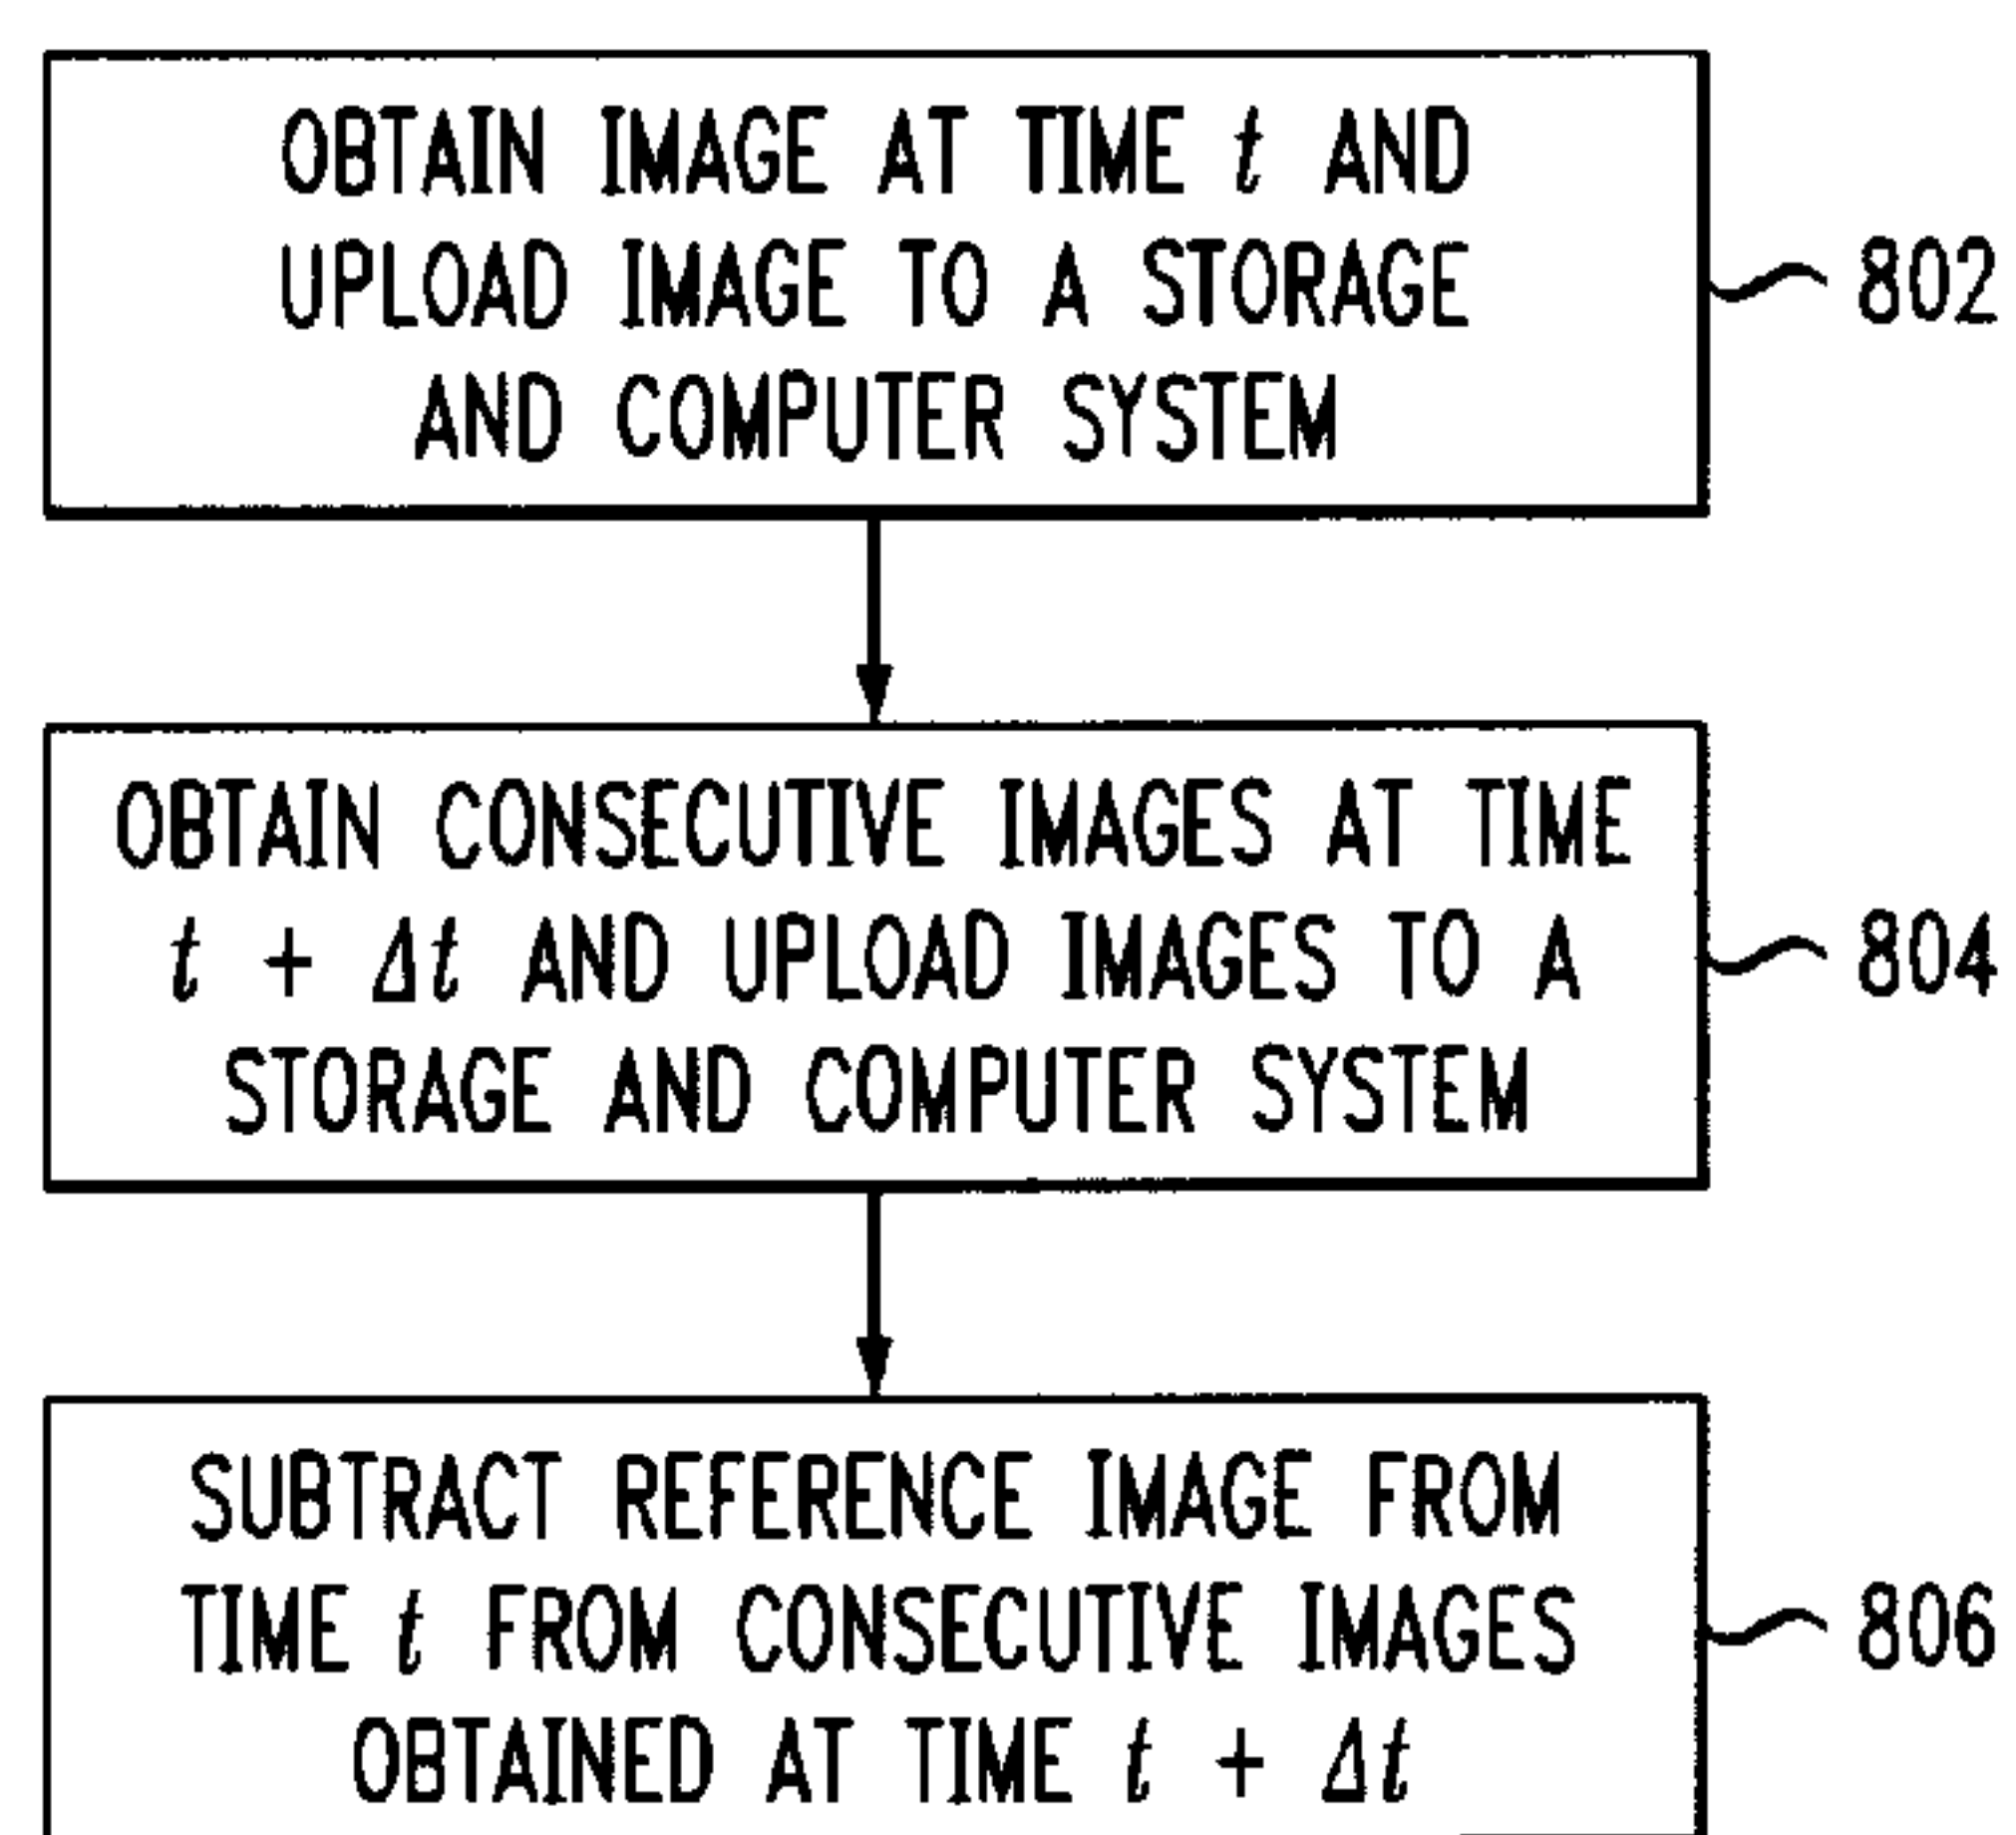 OBTAIN IMAGE AT TIME t AND
UPLOAD IMAGE TO A STORAGE
AND COMPUTER SYSTEM
802
OBTAIN CONSECUTIVE IMAGES AT TIME
t + Δt AND UPLOAD IMAGES TO A
STORAGE AND COMPUTER SYSTEM
804
SUBTRACT REFERENCE IMAGE FROM
TIME t FROM CONSECUTIVE IMAGES
OBTAINED AT TIME t + Δt
806